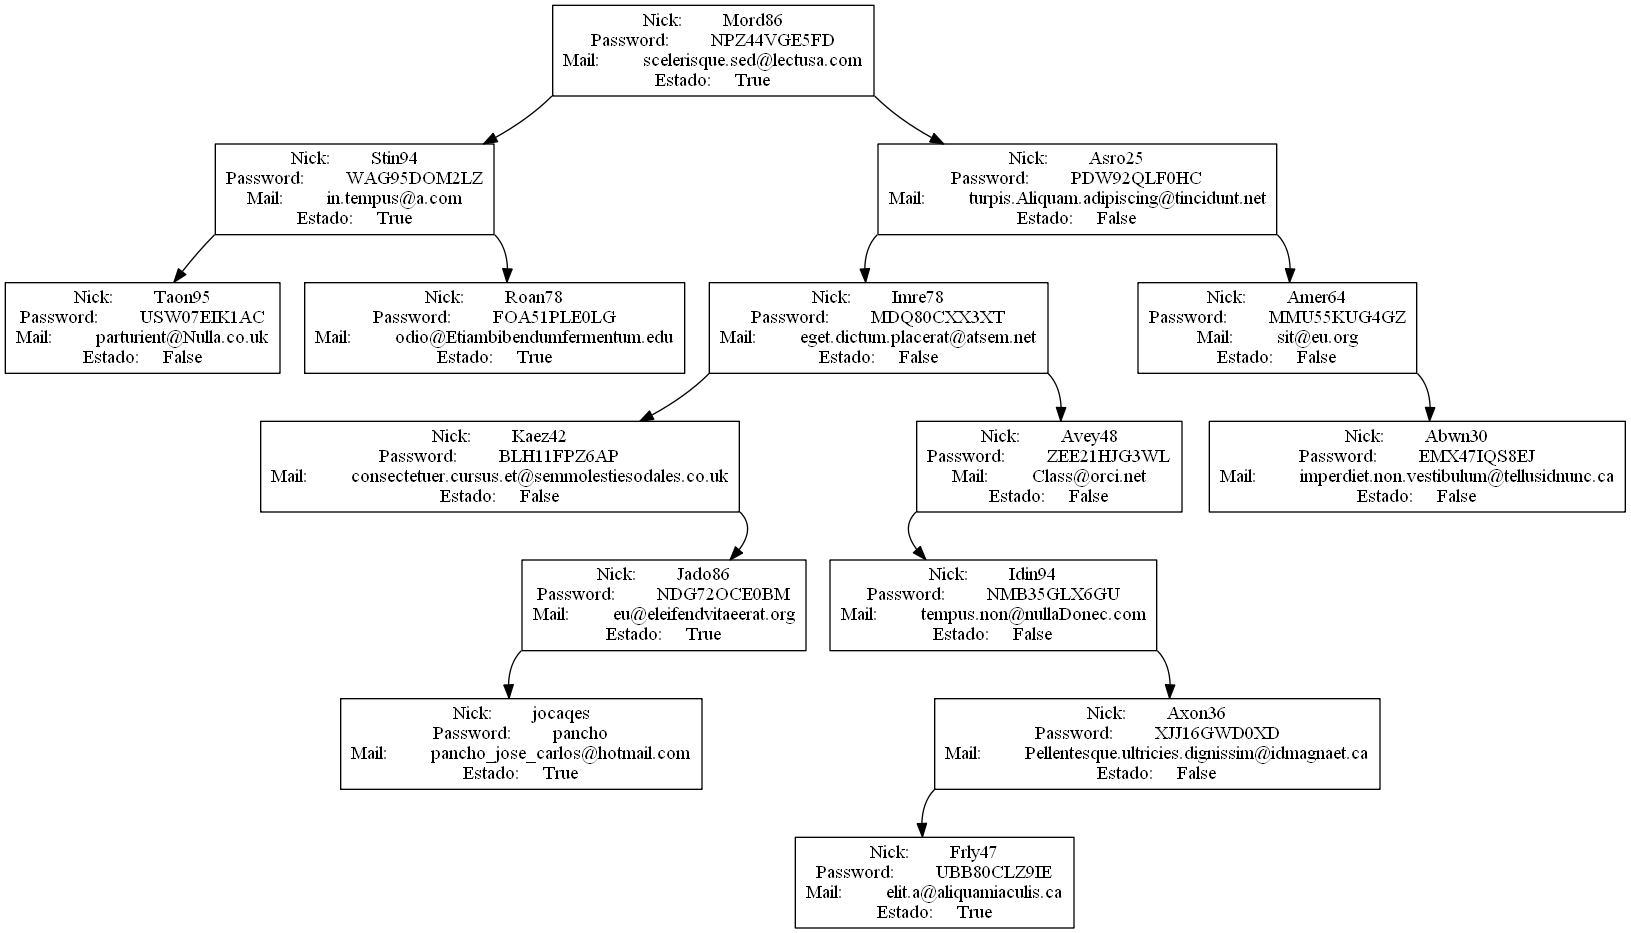 Nick: Mord86
Password: NPZ44VGE5FD
Mail: scelerisque.sed@lectusa.com
Estado: True
Nick: Stin94
Password: WAG95DOM2LZ
Mail: in.tempus@a.com
Estado: True
Nick: Asro25
Password: PDW92QLF0HC
Mail: turpis.Aliquam.adipiscing@tincidunt.net
Estado: False
Nick: Taon95
Password: USW07EIK1AC
Mail: parturient@Nulla.co.uk
Estado: False
Nick: Roan78
Password: FOA51PLE0LG
Mail: odio@Etiambibendumfermentum.edu
Estado: True
Nick: Imre78
Password: MDQ80CXX3XT
Mail: eget.dictum.placerat@atsem.net
Estado: False
Nick: Amer64
Password: MMU55KUG4GZ
Mail: sit@eu.org
Estado: False
Nick: Kaez42
Password: BLH11FPZ6AP
Mail: consectetuer.cursus.et@semmolestiesodales.co.uk
Estado: False
Nick: Avey48
Password: ZEE21HJG3WL
Mail: Class@orci.net
Estado: False
Nick: Abwn30
Password: EMX47IQS8EJ
Mail: imperdiet.non.vestibulum@tellusidnunc.ca
Estado: False
Nick: Jado86
Password: NDG72OCE0BM
Mail: eu@eleifendvitaeerat.org
Estado: True
Nick: Idin94
Password: NMB35GLX6GU
Mail: tempus.non@nullaDonec.com
Estado: False
Nick: jocaqes
Password: pancho
Mail: pancho_jose_carlos@hotmail.com
Estado: True
Nick: Axon36
Password: XJJ16GWD0XD
Mail: Pellentesque.ultricies.dignissim@idmagnaet.ca
Estado: False
Nick: Frly47
Password: UBB80CLZ9IE
Mail: elit.a@aliquamiaculis.ca
Estado: True